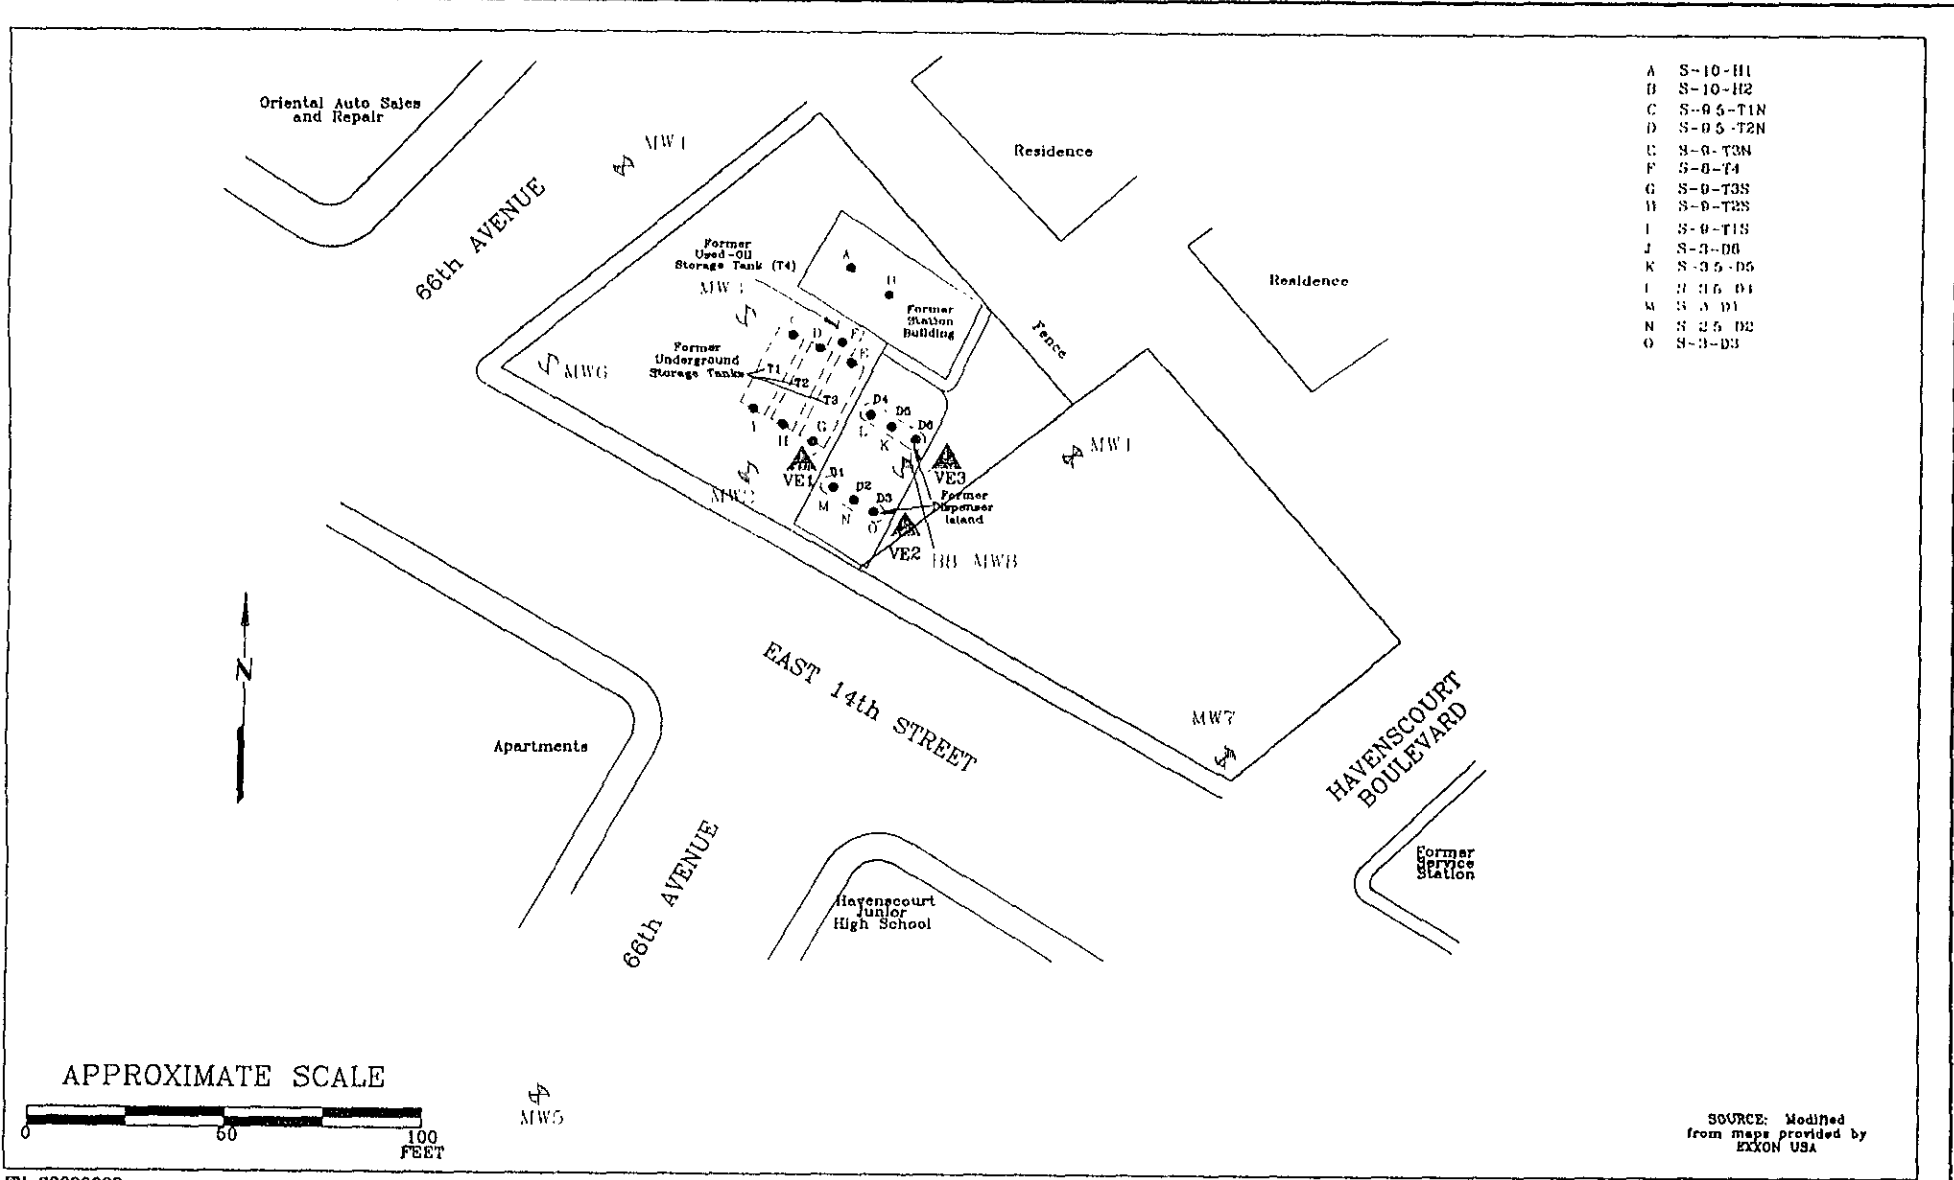 Oriental Auto Sales
and Repair
66th AVENUE
MW1
Residence
Residence
Fence
Former
Used-Oil
Storage Tank (T4)
Former
Station
Building
A
Former
Underground
Storage Tanks
T1
T2
T3
C
D
F
E
H
G
MW6
D4
D5
D6
L
K
D1
D2
D3
M
N
O
VE1
VE2
VE3
Former
Dispenser
Island
B8 MW8
EAST 14th STREET
MW7
HAVENSCOURT
BOULEVARD
Apartments
66th AVENUE
Havenscourt
Junior
High School
Former
Service
Station
N
A S-10-H1
B S-10-H2
C S-9.5-T1N
D S-9.5-T2N
E S-9-T3N
F S-8-T4
G S-9-T3S
H S-9-T2S
I S-9-T1S
J S-3-D6
K S-3.5-D5
N S 2.5 D2
O S-3-D3
APPROXIMATE SCALE
0 50 100
FEET
MW5
SOURCE: Modified
from maps provided by
EXXON USA